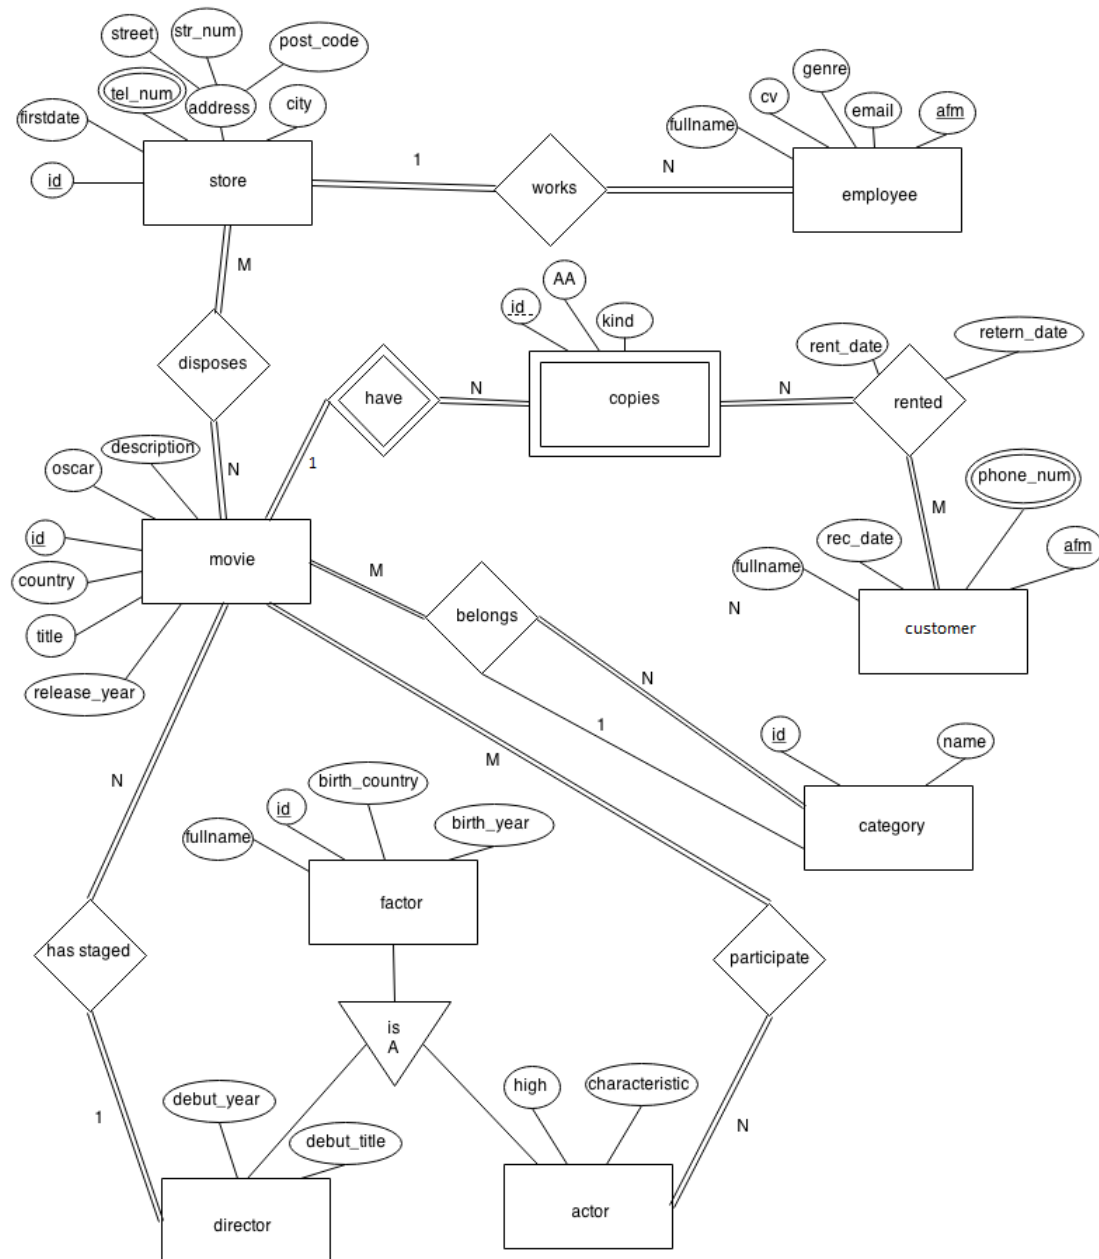 street
str_num
post_code
tel_num
address
city
firstdate
id
store
1
works
N
fullname
cv
genre
email
afm
employee
M
disposes
N
have
1
N
id
AA
kind
copies
N
rent_date
retern_date
rented
M
phone_num
rec_date
afm
fullname
N
customer
description
oscar
id
country
title
release_year
movie
M
belongs
N
1
id
name
category
N
M
birth_country
id
birth_year
fullname
factor
has staged
participate
is
A
1
debut_year
debut_title
director
high
characteristic
actor
N